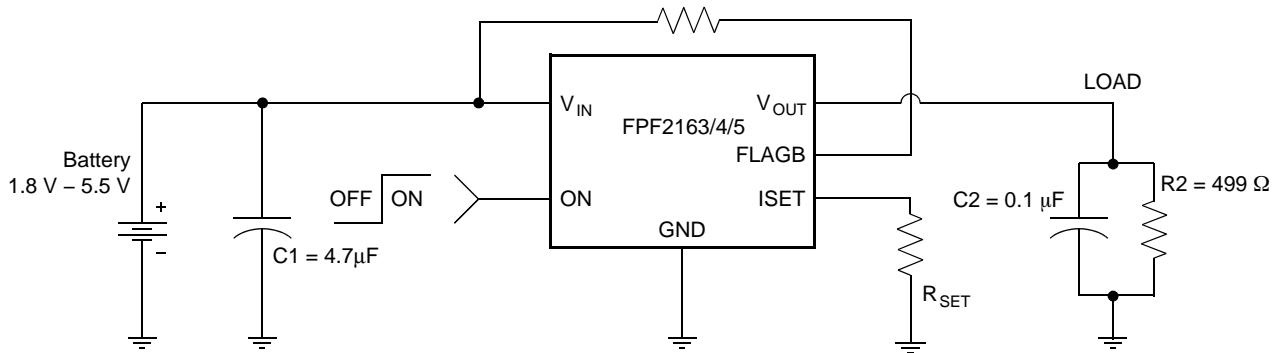 LOAD
V_IN
V_OUT
FPF2163/4/5
FLAGB
Battery
1.8 V – 5.5 V
+
–
OFF
ON
ON
ISET
GND
C1 = 4.7μF
C2 = 0.1 μF
R2 = 499 Ω
R_SET